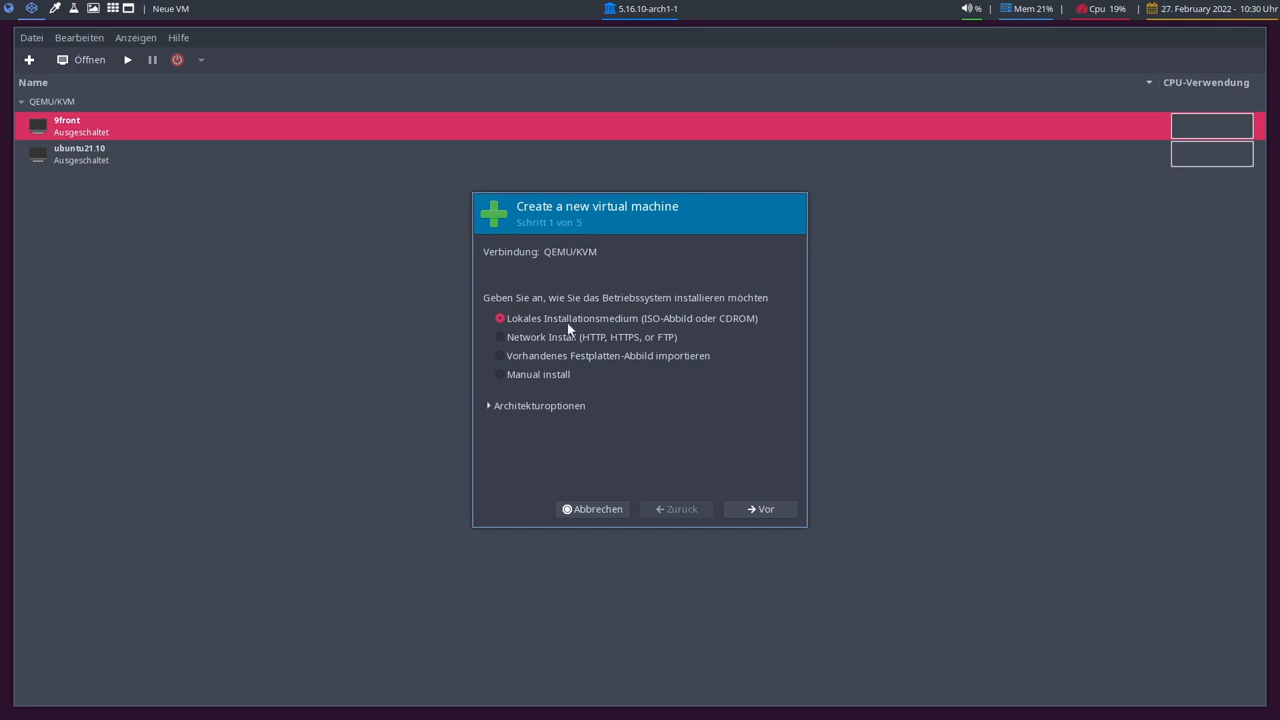 Neue VM
5.16.10-arch1-1
% | Mem 21% | Cpu 19% | 27. February 2022 - 10:30 Uhr
Datei Bearbeiten Anzeigen Hilfe
Öffnen
Name CPU-Verwendung
QEMU/KVM
9front
Ausgeschaltet
ubuntu21.10
Ausgeschaltet
Create a new virtual machine
Schritt 1 von 5
Verbindung: QEMU/KVM
Geben Sie an, wie Sie das Betriebssystem installieren möchten
Lokales Installationsmedium (ISO-Abbild oder CDROM)
Network Install (HTTP, HTTPS, or FTP)
Vorhandenes Festplatten-Abbild importieren
Manual install
Architekturoptionen
Abbrechen Zurück Vor